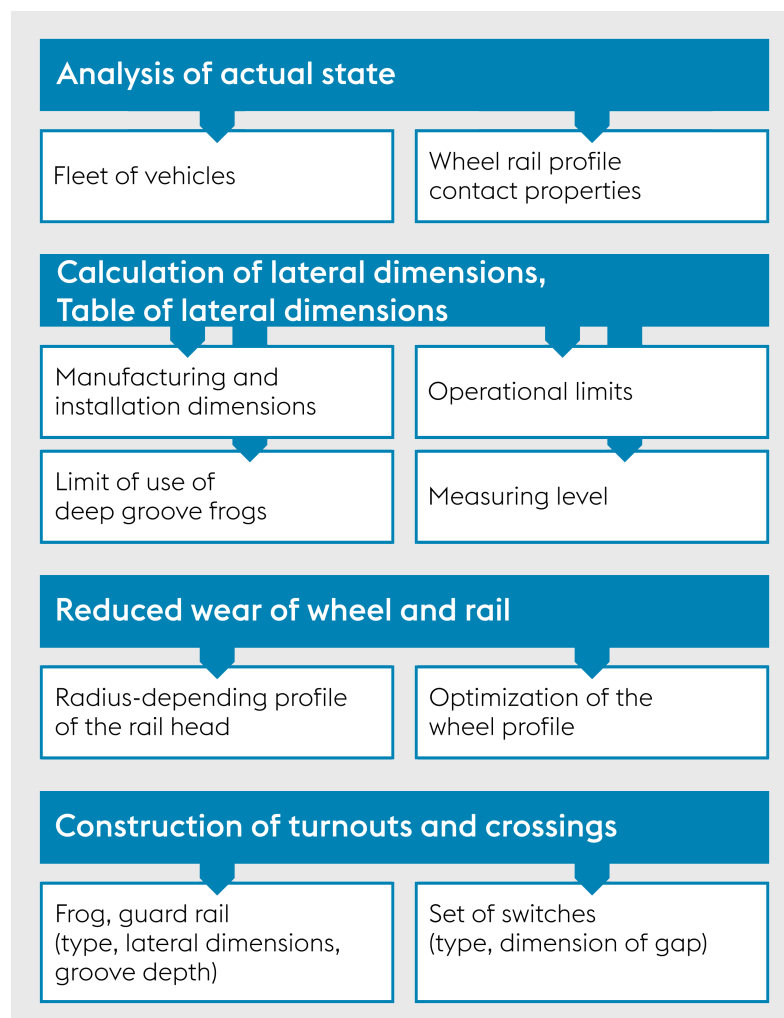 Analysis of actual state
Fleet of vehicles
Wheel rail profile
contact properties
Calculation of lateral dimensions,
Table of lateral dimensions
Manufacturing and
installation dimensions
Operational limits
Limit of use of
deep groove frogs
Measuring level
Reduced wear of wheel and rail
Radius-depending profile
of the rail head
Optimization of the
wheel profile
Construction of turnouts and crossings
Frog, guard rail
(type, lateral dimensions,
groove depth)
Set of switches
(type, dimension of gap)